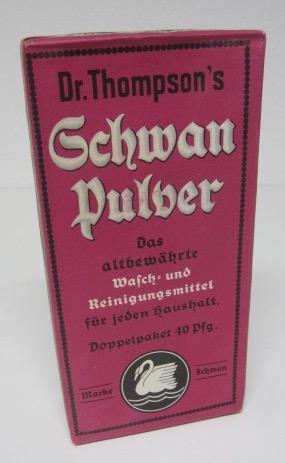 Dr. Thompson's
Schwan
Pulver
Das
altbewährte
Wasch- und
Reinigungsmittel
für jeden Haushalt.
Doppelpaket 40 Pfg.
Marke Schwan